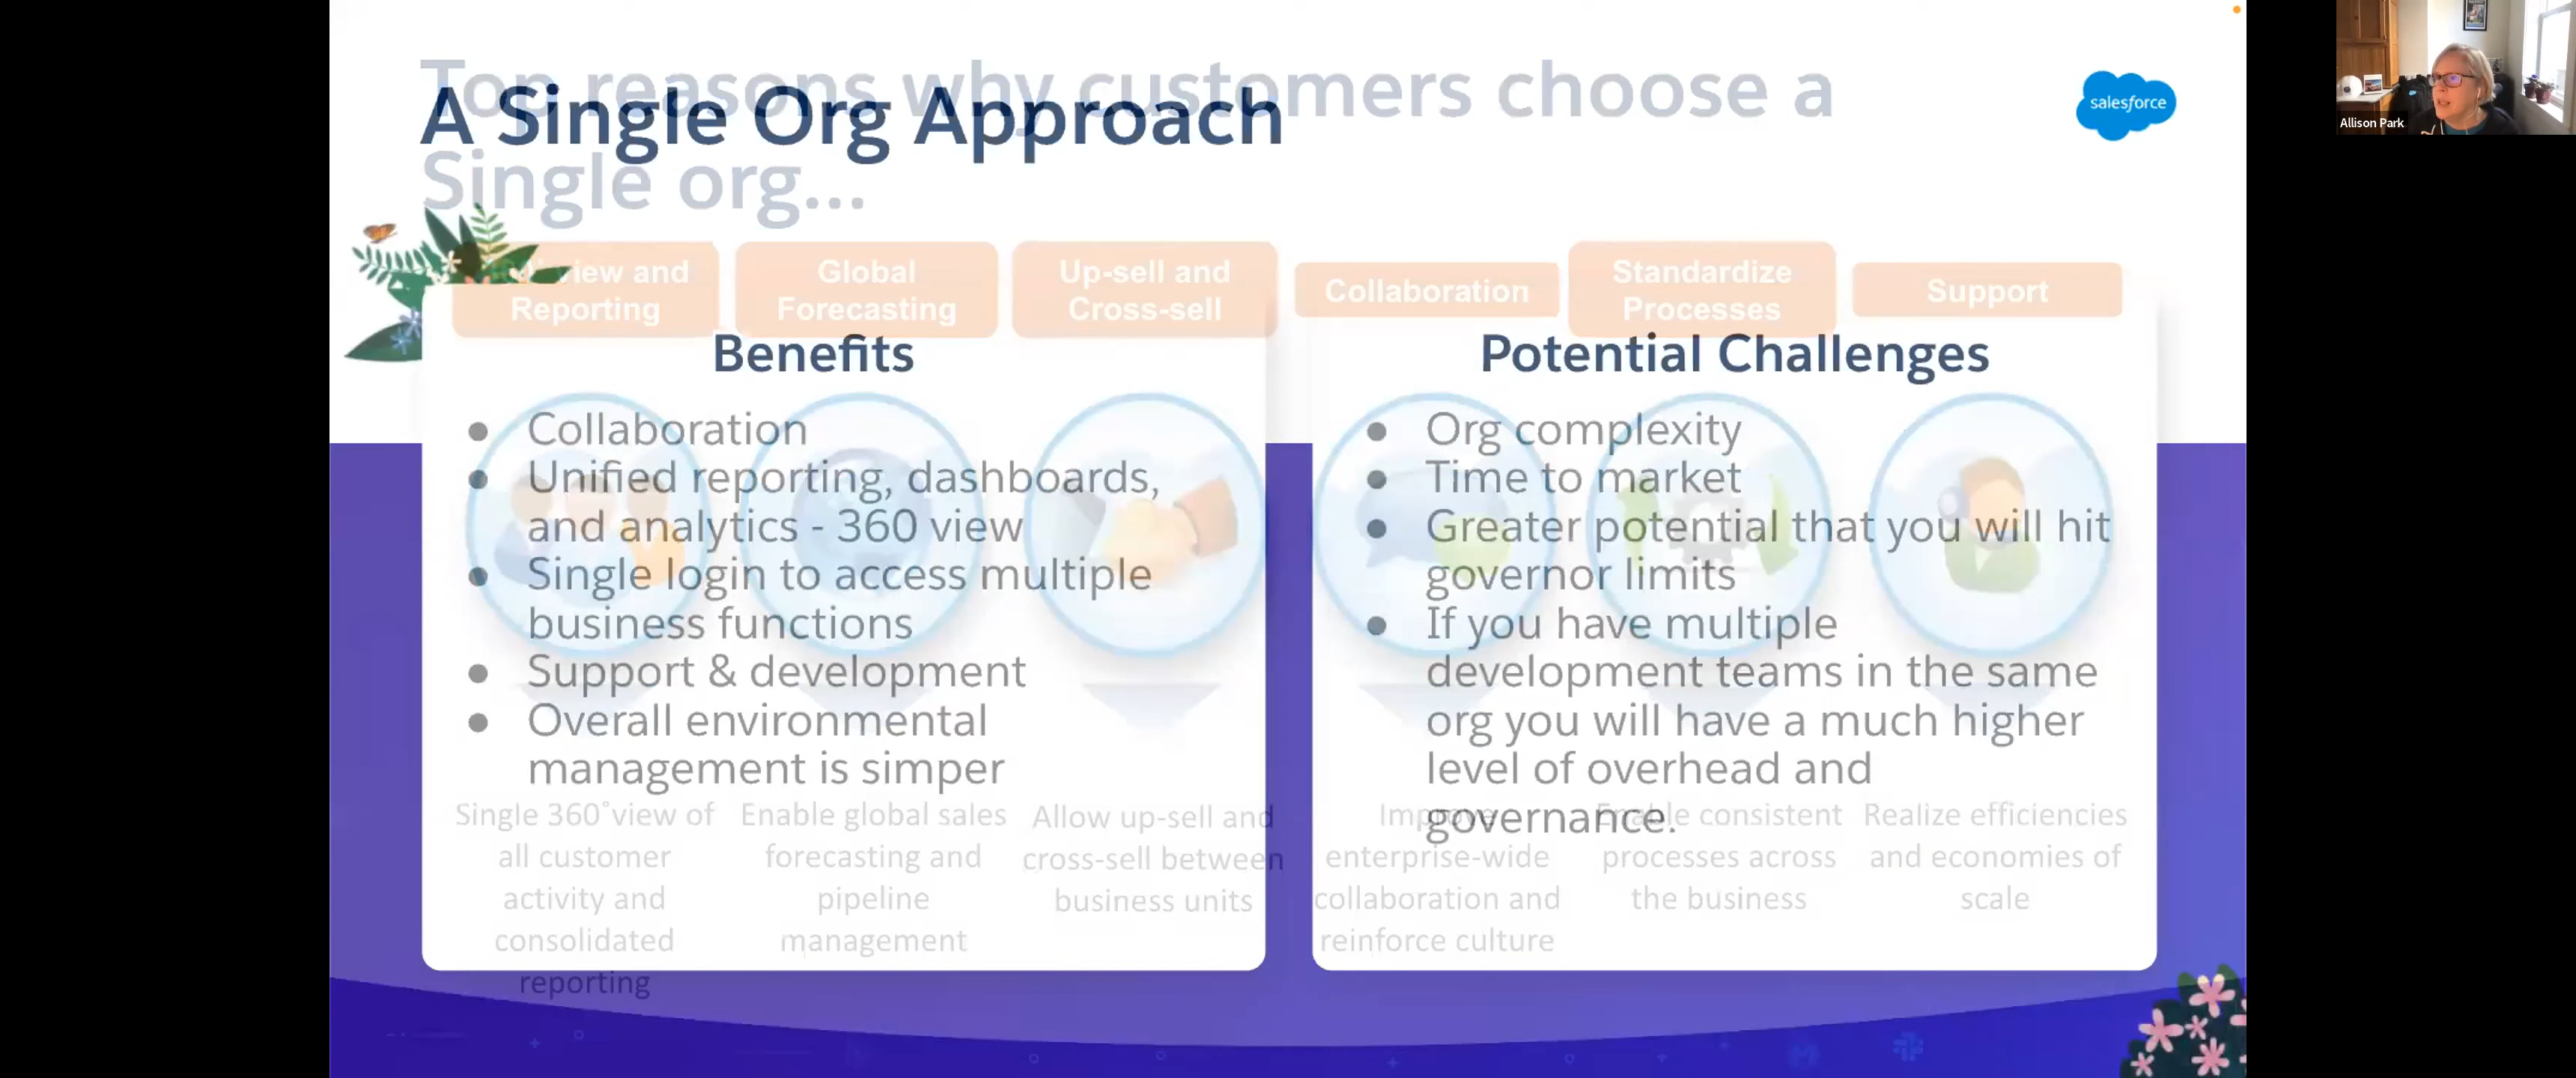 Top reasons why customers choose a
Single org...
A Single Org Approach
salesforce
Allison Park
view and
Reporting
Global
Forecasting
Up-sell and
Cross-sell
Collaboration
Standardize
Processes
Support
Benefits
● Collaboration
● Unified reporting, dashboards,
and analytics - 360 view
● Single login to access multiple
business functions
● Support & development
● Overall environmental
management is simper
Potential Challenges
● Org complexity
● Time to market
● Greater potential that you will hit
governor limits
● If you have multiple
development teams in the same
org you will have a much higher
level of overhead and
governance.
Single 360°view of
all customer
activity and
consolidated
reporting
Enable global sales
forecasting and
pipeline
management
Allow up-sell and
cross-sell between
business units
Improve
enterprise-wide
collaboration and
reinforce culture
Enable consistent
processes across
the business
Realize efficiencies
and economies of
scale